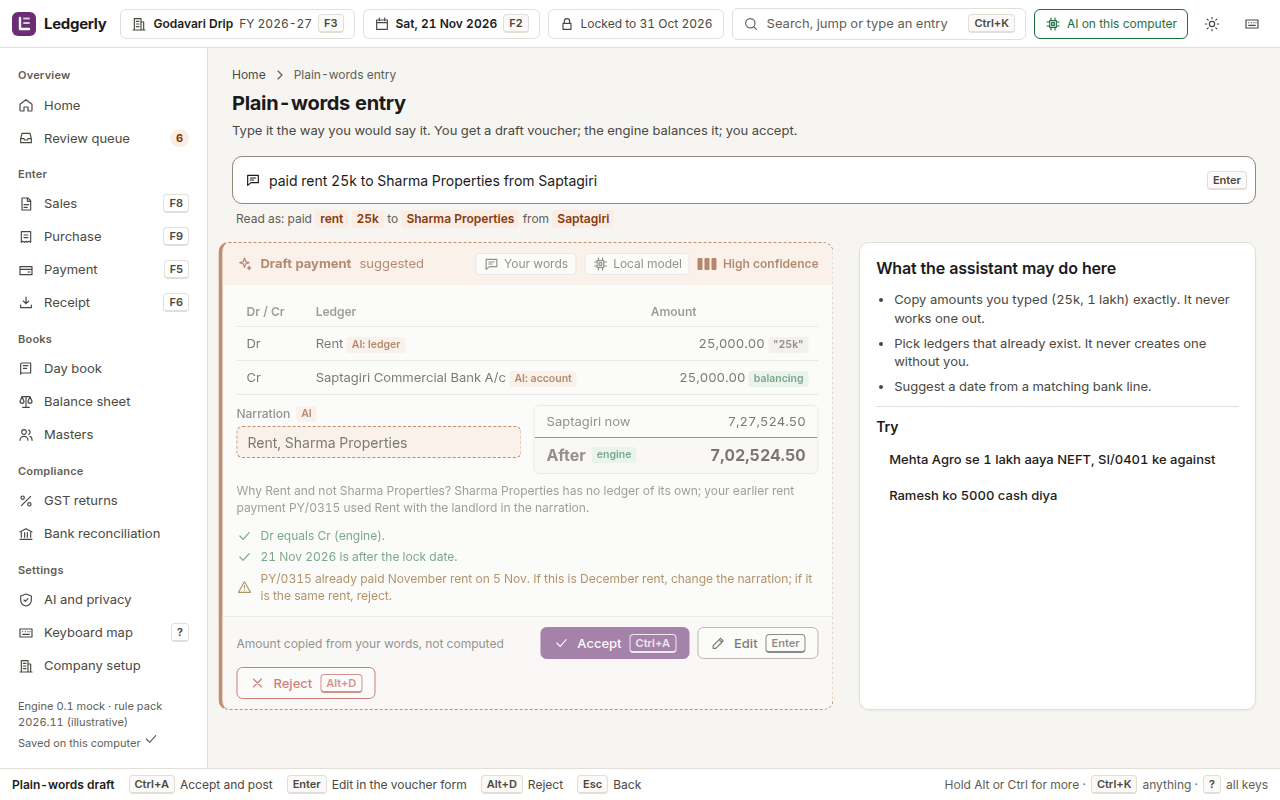 Ledgerly
Godavari Drip FY 2026-27 F3
Sat, 21 Nov 2026 F2
Locked to 31 Oct 2026
Search, jump or type an entry Ctrl+K
AI on this computer
Overview
Home
Review queue 6
Enter
Sales F8
Purchase F9
Payment F5
Receipt F6
Books
Day book
Balance sheet
Masters
Compliance
GST returns
Bank reconciliation
Settings
AI and privacy
Keyboard map ?
Company setup
Engine 0.1 mock · rule pack
2026.11 (illustrative)
Saved on this computer
Home Plain-words entry
Plain-words entry
Type it the way you would say it. You get a draft voucher; the engine balances it; you accept.
paid rent 25k to Sharma Properties from Saptagiri Enter
Read as: paid rent 25k to Sharma Properties from Saptagiri
Draft payment suggested Your words Local model High confidence
Dr / Cr Ledger Amount
Dr Rent AI: ledger 25,000.00 "25k"
Cr Saptagiri Commercial Bank A/c AI: account 25,000.00 balancing
Narration AI
Rent, Sharma Properties
Saptagiri now 7,27,524.50
After engine 7,02,524.50
Why Rent and not Sharma Properties? Sharma Properties has no ledger of its own; your earlier rent
payment PY/0315 used Rent with the landlord in the narration.
Dr equals Cr (engine).
21 Nov 2026 is after the lock date.
PY/0315 already paid November rent on 5 Nov. If this is December rent, change the narration; if it
is the same rent, reject.
Amount copied from your words, not computed
Accept Ctrl+A
Edit Enter
Reject Alt+D
What the assistant may do here
• Copy amounts you typed (25k, 1 lakh) exactly. It never
works one out.
• Pick ledgers that already exist. It never creates one
without you.
• Suggest a date from a matching bank line.
Try
Mehta Agro se 1 lakh aaya NEFT, SI/0401 ke against
Ramesh ko 5000 cash diya
Plain-words draft Ctrl+A Accept and post Enter Edit in the voucher form Alt+D Reject Esc Back
Hold Alt or Ctrl for more · Ctrl+K anything · ? all keys